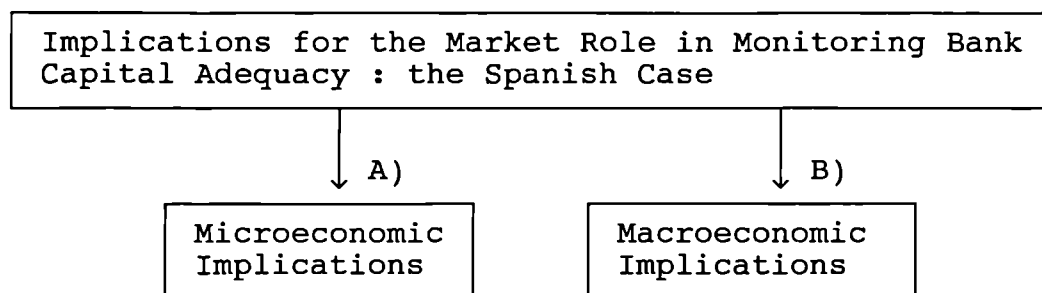 Implications for the Market Role in Monitoring Bank
Capital Adequacy : the Spanish Case
A)
B)
Microeconomic
Implications
Macroeconomic
Implications